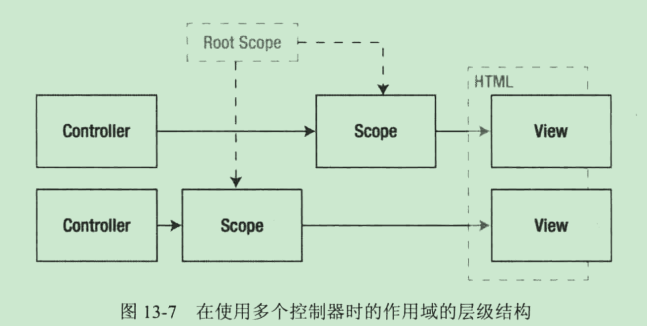 Root Scope
HTML
Controller
Scope
View
Controller
Scope
View
图 13-7 在使用多个控制器时的作用域的层级结构